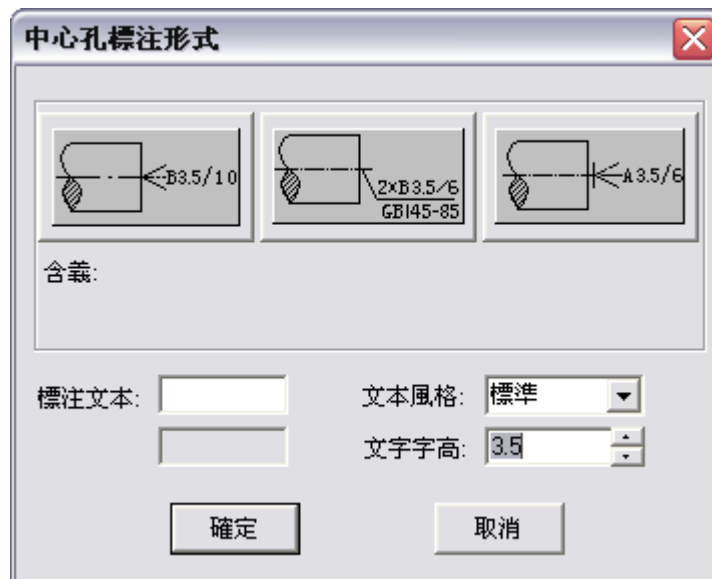 中心孔標注形式
B3.5/10
2×B3.5/6
GB145-85
A3.5/6
含義:
標注文本:
文本風格: 標準
文字字高: 3.5
確定
取消